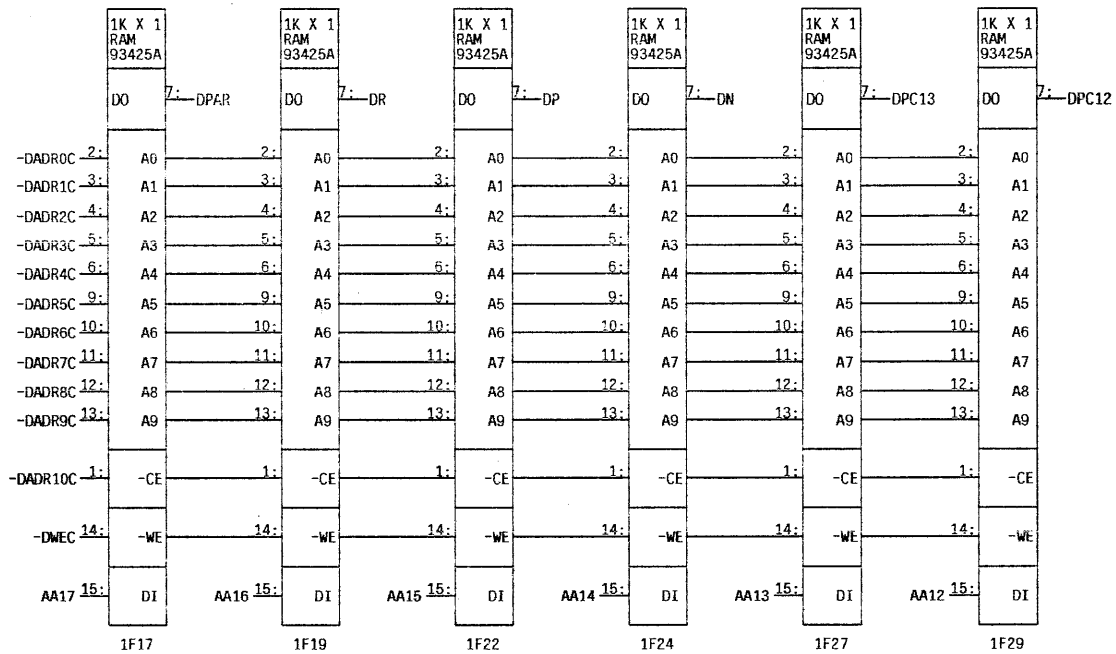 1K X 1 1K X 1 1K X 1 1K X 1 1K X 1 1K X 1
RAM RAM RAM RAM RAM RAM
93425A 93425A 93425A 93425A 93425A 93425A
DO 7: DPAR DO 7: DR DO 7: DP DO 7: DN DO 7: DPC13 DO 7: DPC12
-DADR0C 2: A0 2: A0 2: A0 2: A0 2: A0 2: A0
-DADR1C 3: A1 3: A1 3: A1 3: A1 3: A1 3: A1
-DADR2C 4: A2 4: A2 4: A2 4: A2 4: A2 4: A2
-DADR3C 5: A3 5: A3 5: A3 5: A3 5: A3 5: A3
-DADR4C 6: A4 6: A4 6: A4 6: A4 6: A4 6: A4
-DADR5C 9: A5 9: A5 9: A5 9: A5 9: A5 9: A5
-DADR6C 10: A6 10: A6 10: A6 10: A6 10: A6 10: A6
-DADR7C 11: A7 11: A7 11: A7 11: A7 11: A7 11: A7
-DADR8C 12: A8 12: A8 12: A8 12: A8 12: A8 12: A8
-DADR9C 13: A9 13: A9 13: A9 13: A9 13: A9 13: A9
-DADR10C 1: -CE 1: -CE 1: -CE 1: -CE 1: -CE 1: -CE
-DWEC 14: -WE 14: -WE 14: -WE 14: -WE 14: -WE 14: -WE
AA17 15: DI AA16 15: DI AA15 15: DI AA14 15: DI AA13 15: DI AA12 15: DI
1F17 1F19 1F22 1F24 1F27 1F29